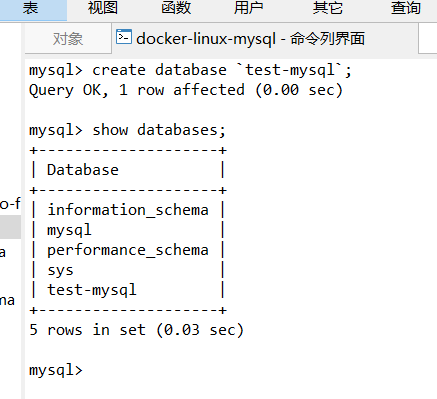 表 视图 函数 用户 其它 查询
对象 docker-linux-mysql - 命令列界面
mysql> create database `test-mysql`;
Query OK, 1 row affected (0.00 sec)
mysql> show databases;
+--------------------+
| Database           |
+--------------------+
| information_schema |
| mysql              |
| performance_schema |
| sys                |
| test-mysql         |
+--------------------+
5 rows in set (0.03 sec)
mysql>
o-f
a
ma